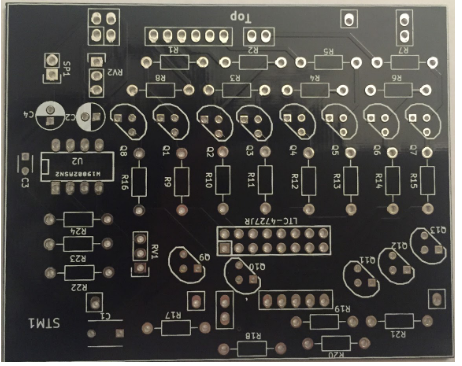 Top
R1 R2 R5 R7
SP1 RV2
R8 R3 R4 R6
C4 C2
Q8 Q1 Q2 Q3 Q4 Q5 Q6 Q7
U2
C3 R16 R9 R10 R11 R12 R13 R14 R15
LTC-4727JR
R24
Q13
R23 RV1 Q9 Q10 Q11 Q12
R22
STM1 C1 R17 R19 R21
R18 R20